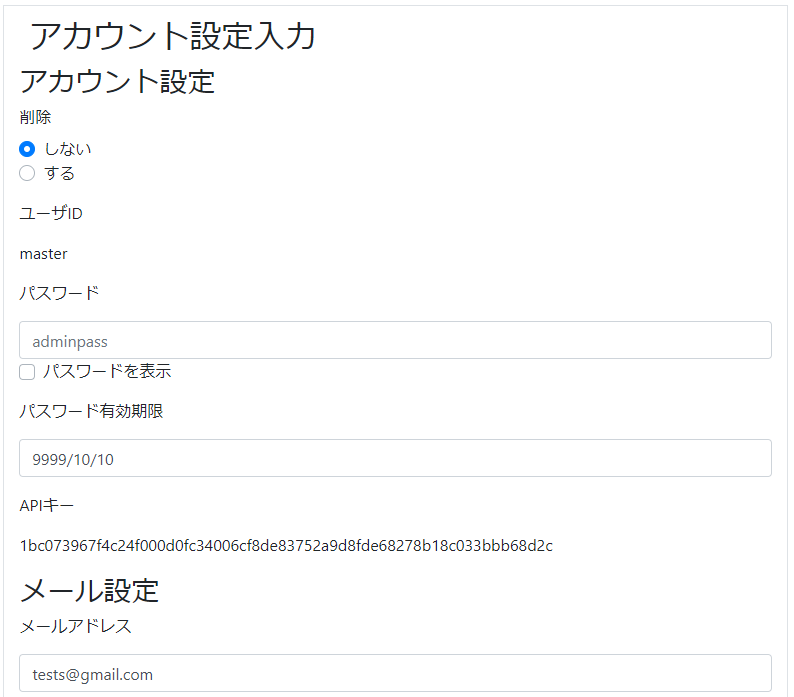 アカウント設定入力
アカウント設定
削除
しない
する
ユーザID
master
パスワード
adminpass
パスワードを表示
パスワード有効期限
9999/10/10
APIキー
1bc073967f4c24f000d0fc34006cf8de83752a9d8fde68278b18c033bbb68d2c
メール設定
メールアドレス
tests@gmail.com